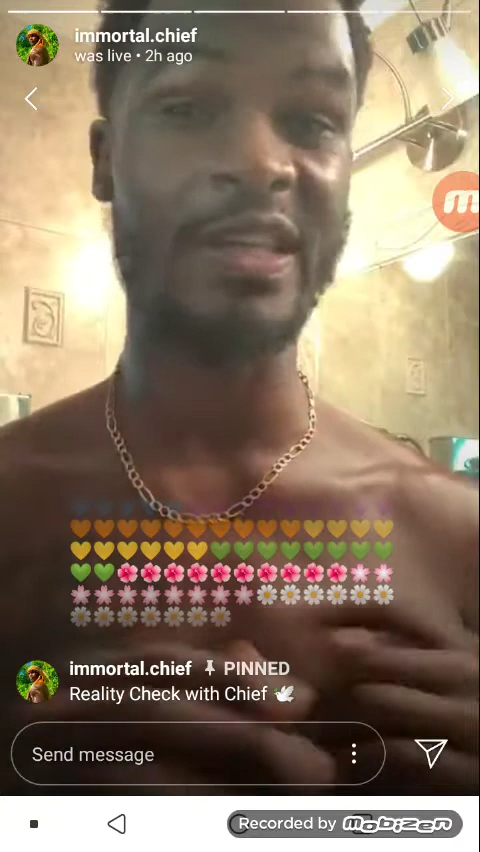 immortal.chief
was live • 2h ago
immortal.chief PINNED
Reality Check with Chief 🕊️
Send message
Recorded by mobizen